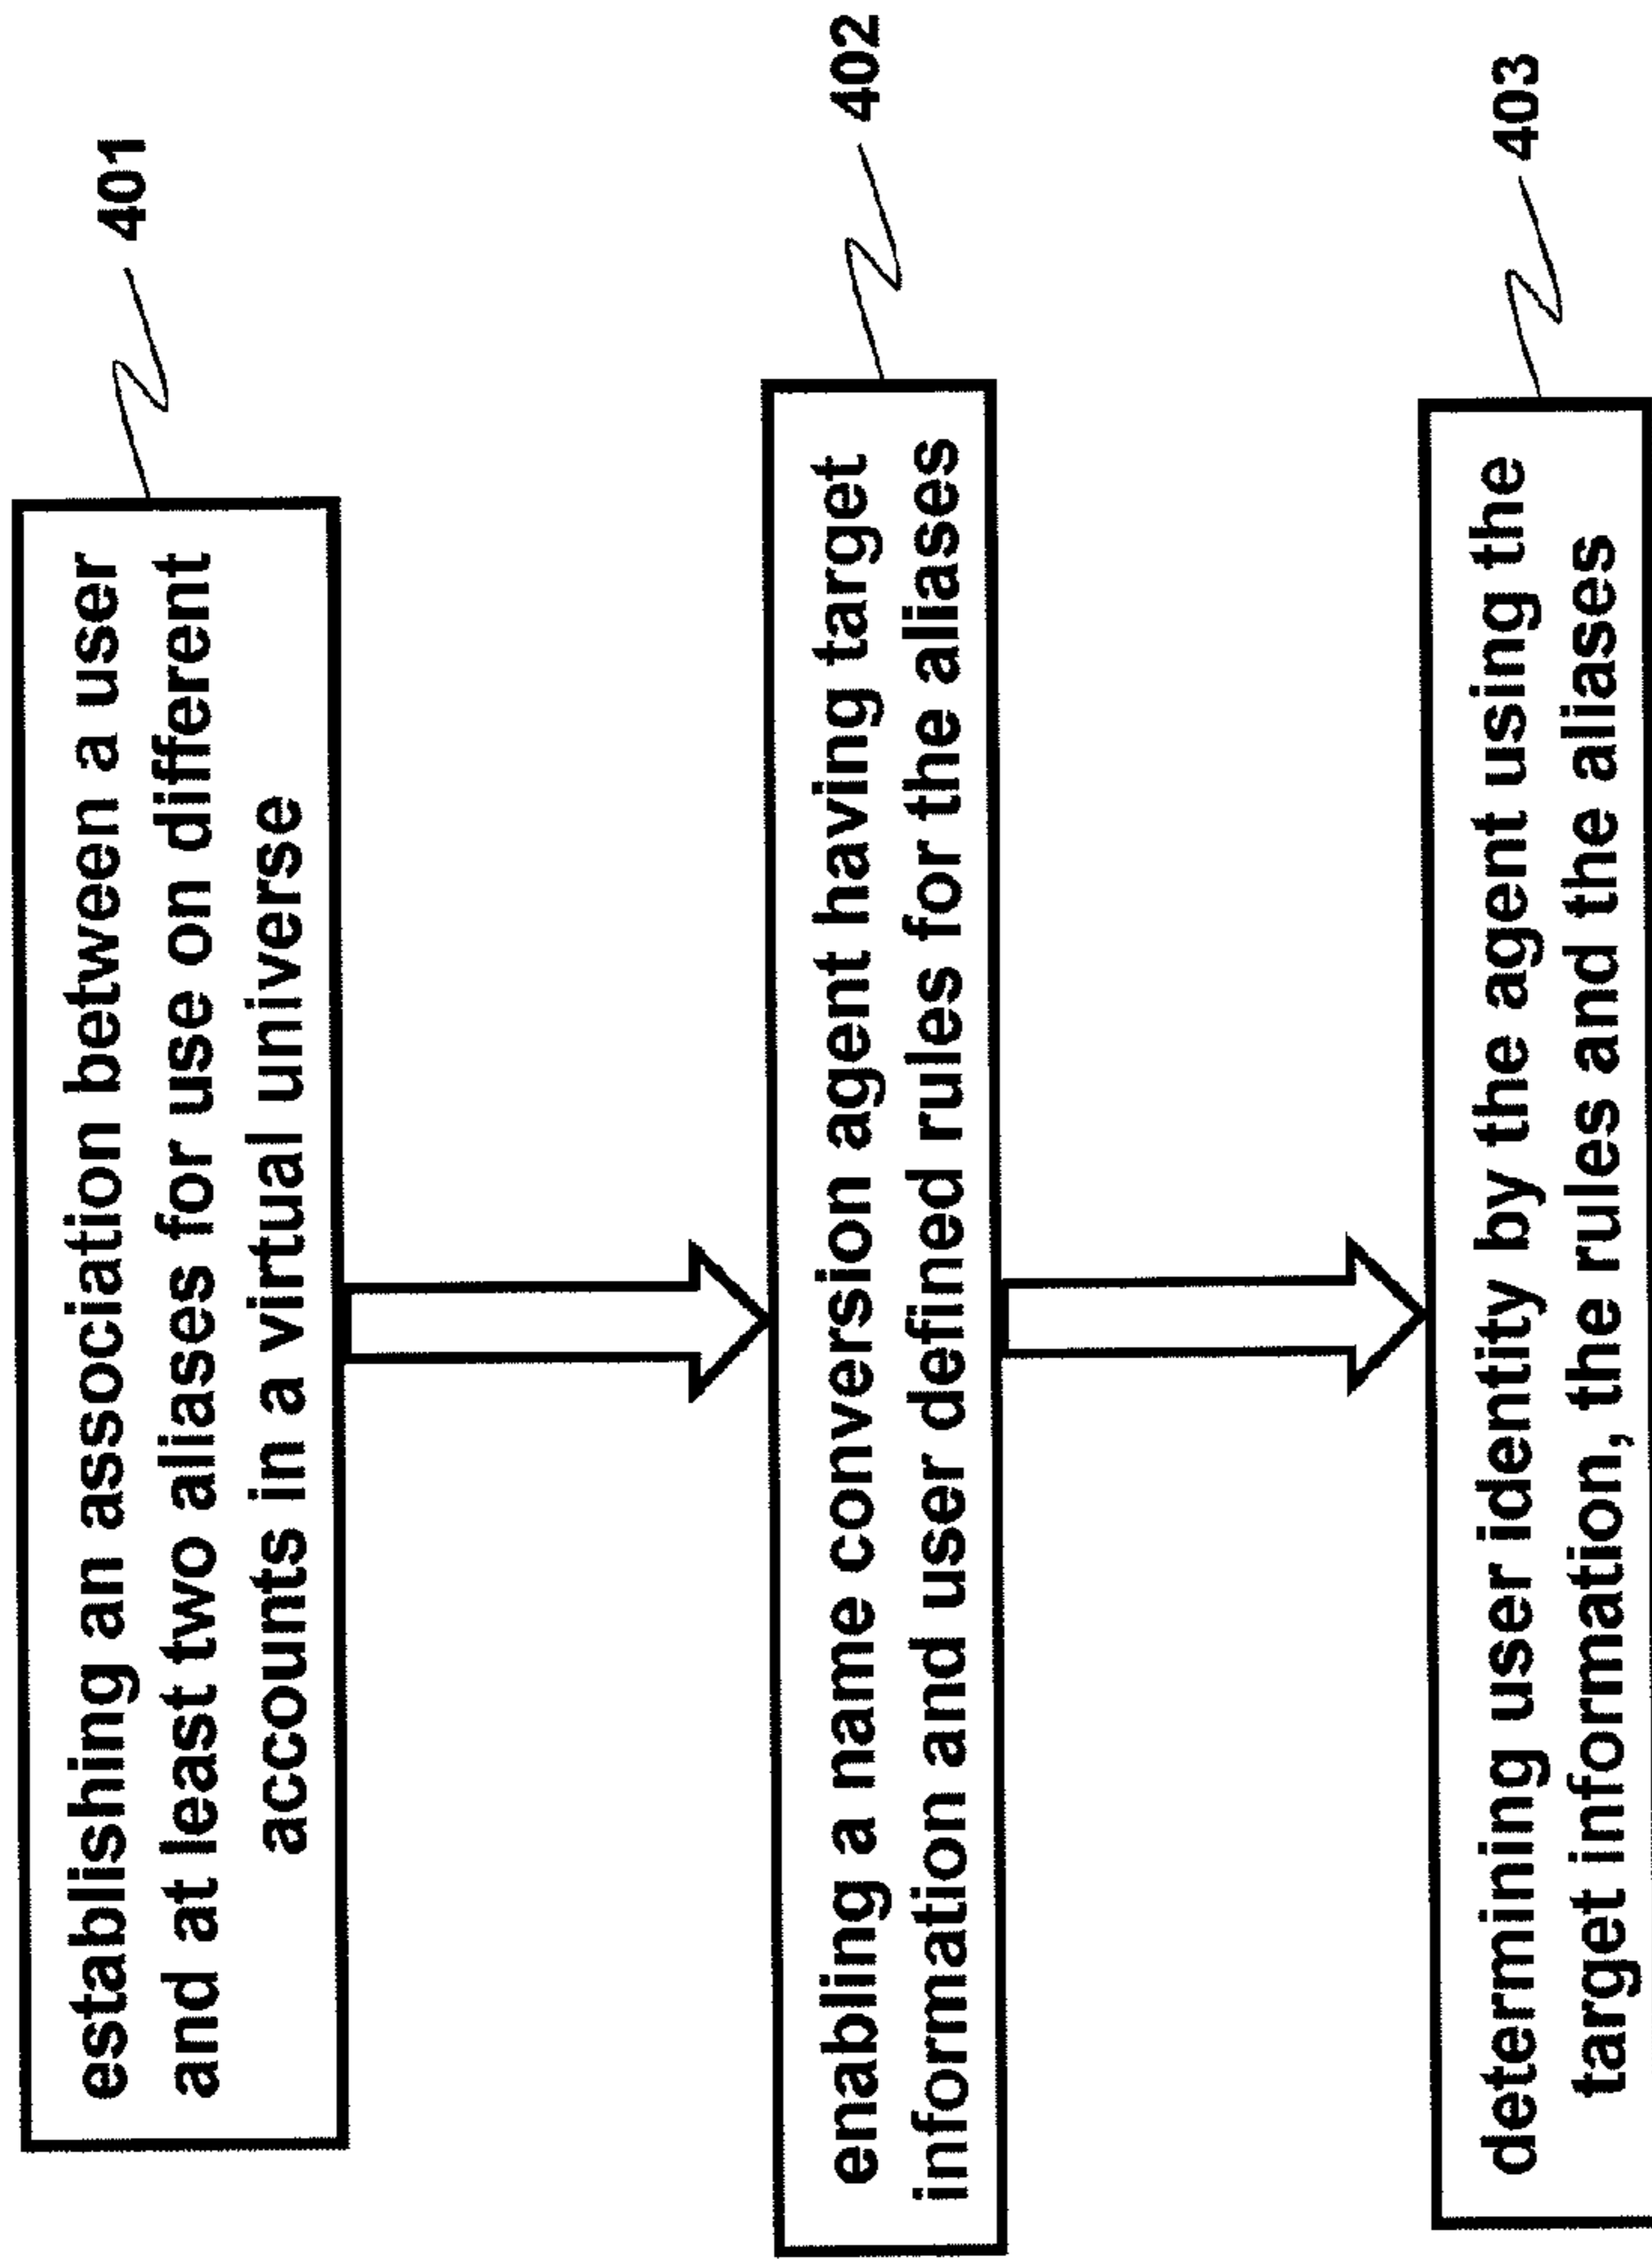 establishing an association between a user
and at least two aliases for use on different
accounts in a virtual universe
401
enabling a name conversion agent having target
information and user defined rules for the aliases
402
determining user identity by the agent using the
target information, the rules and the aliases
403